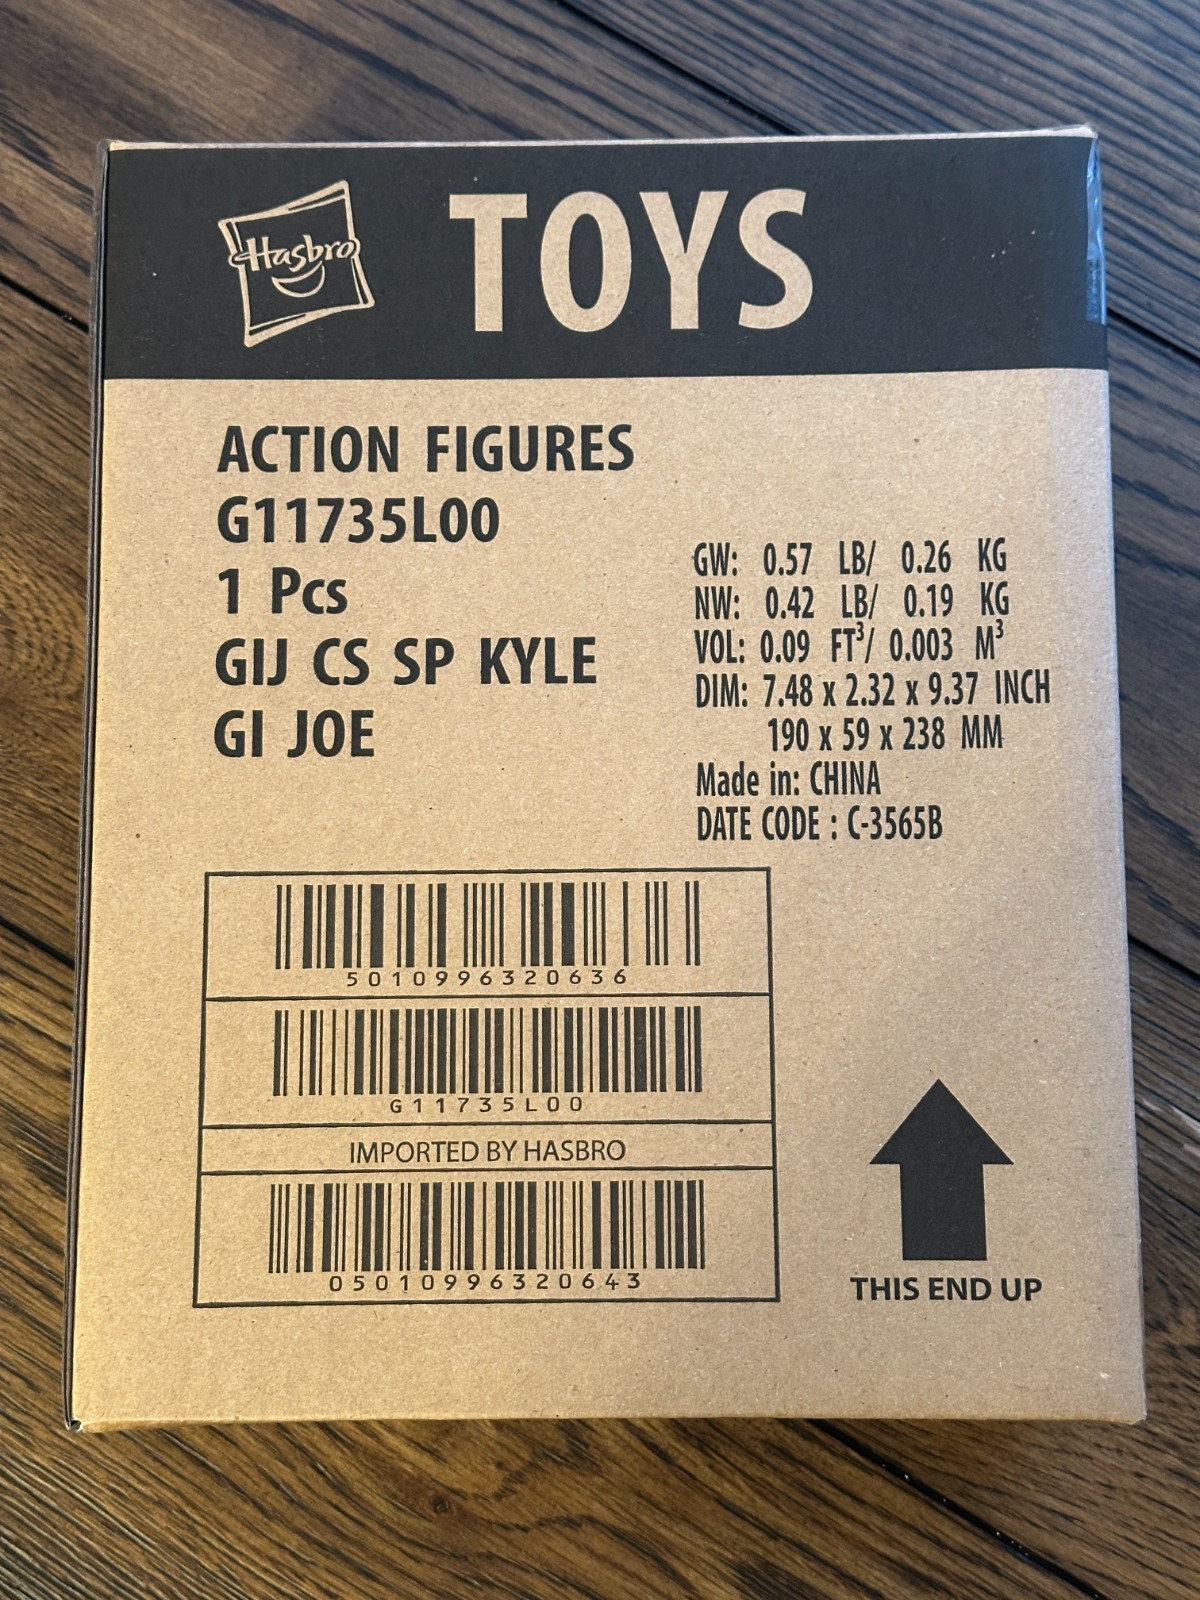 Hasbro
TOYS
ACTION FIGURES
G11735L00
1 Pcs
GIJ CS SP KYLE
GI JOE
GW: 0.57 LB/ 0.26 KG
NW: 0.42 LB/ 0.19 KG
VOL: 0.09 FT³/ 0.003 M³
DIM: 7.48 x 2.32 x 9.37 INCH
190 x 59 x 238 MM
Made in: CHINA
DATE CODE : C-3565B
5010996320636
G11735L00
IMPORTED BY HASBRO
05010996320643
THIS END UP